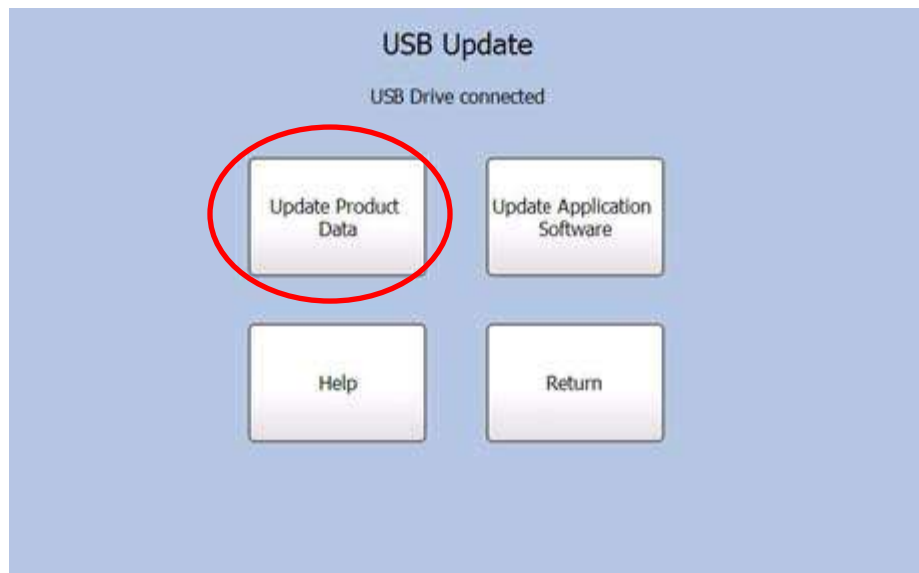 USB Update
USB Drive connected
Update Product
Data
Update Application
Software
Help
Return